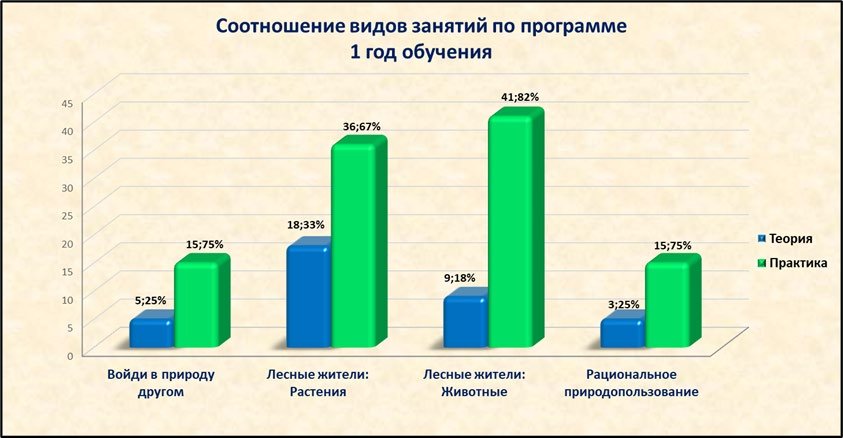 Соотношение видов занятий по программе
1 год обучения
45
40
35
30
25
20
15
10
5
0
5;25%
15;75%
18;33%
36;67%
9;18%
41;82%
3;25%
15;75%
Теория
Практика
Войди в природу
другом
Лесные жители:
Растения
Лесные жители:
Животные
Рациональное
природопользование